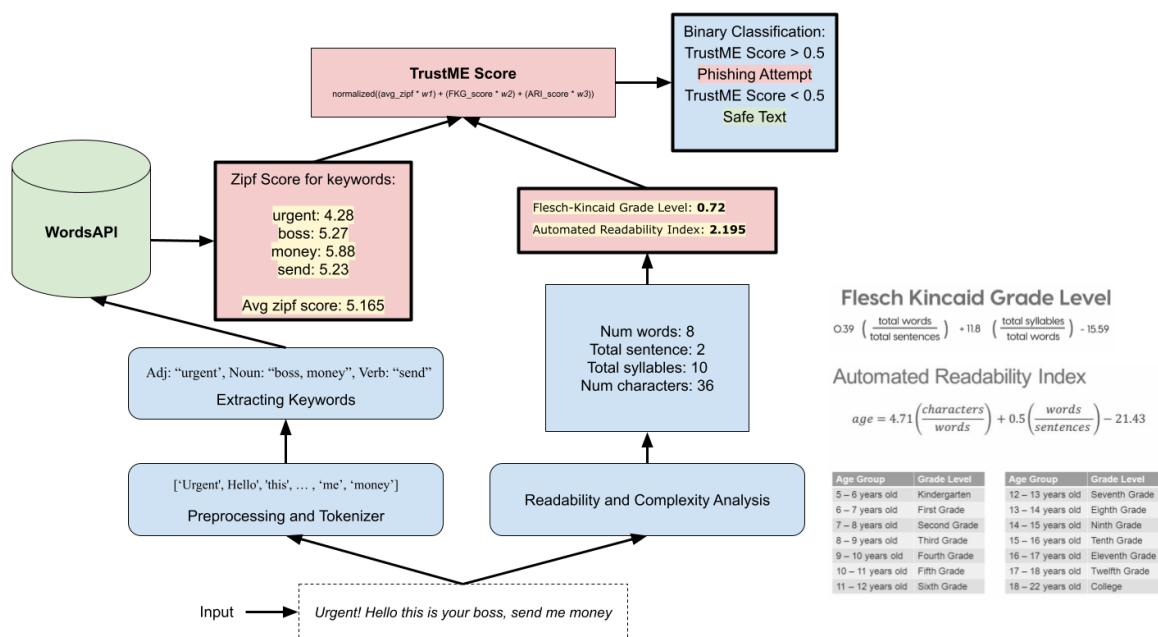 Binary Classification:
TrustME Score > 0.5
Phishing Attempt
TrustME Score < 0.5
Safe Text
TrustME Score
normalized((avg_zipf * w1) + (FKG_score * w2) + (ARI_score * w3))
WordsAPI
Zipf Score for keywords:
urgent: 4.28
boss: 5.27
money: 5.88
send: 5.23
Avg zipf score: 5.165
Flesch-Kincaid Grade Level: 0.72
Automated Readability Index: 2.195
Num words: 8
Total sentence: 2
Total syllables: 10
Num characters: 36
Adj: “urgent’, Noun: “boss, money”, Verb: “send”
Extracting Keywords
[‘Urgent', Hello', 'this', … , ‘me’, ‘money’]
Preprocessing and Tokenizer
Readability and Complexity Analysis
Input
Urgent! Hello this is your boss, send me money
Flesch Kincaid Grade Level
0.39 ( total words / total sentences ) + 11.8 ( total syllables / total words ) - 15.59
Automated Readability Index
age = 4.71 ( characters / words ) + 0.5 ( words / sentences ) − 21.43
Age Group Grade Level
5 – 6 years old Kindergarten
6 – 7 years old First Grade
7 – 8 years old Second Grade
8 – 9 years old Third Grade
9 – 10 years old Fourth Grade
10 – 11 years old Fifth Grade
11 – 12 years old Sixth Grade
Age Group Grade Level
12 – 13 years old Seventh Grade
13 – 14 years old Eighth Grade
14 – 15 years old Ninth Grade
15 – 16 years old Tenth Grade
16 – 17 years old Eleventh Grade
17 – 18 years old Twelfth Grade
18 – 22 years old College